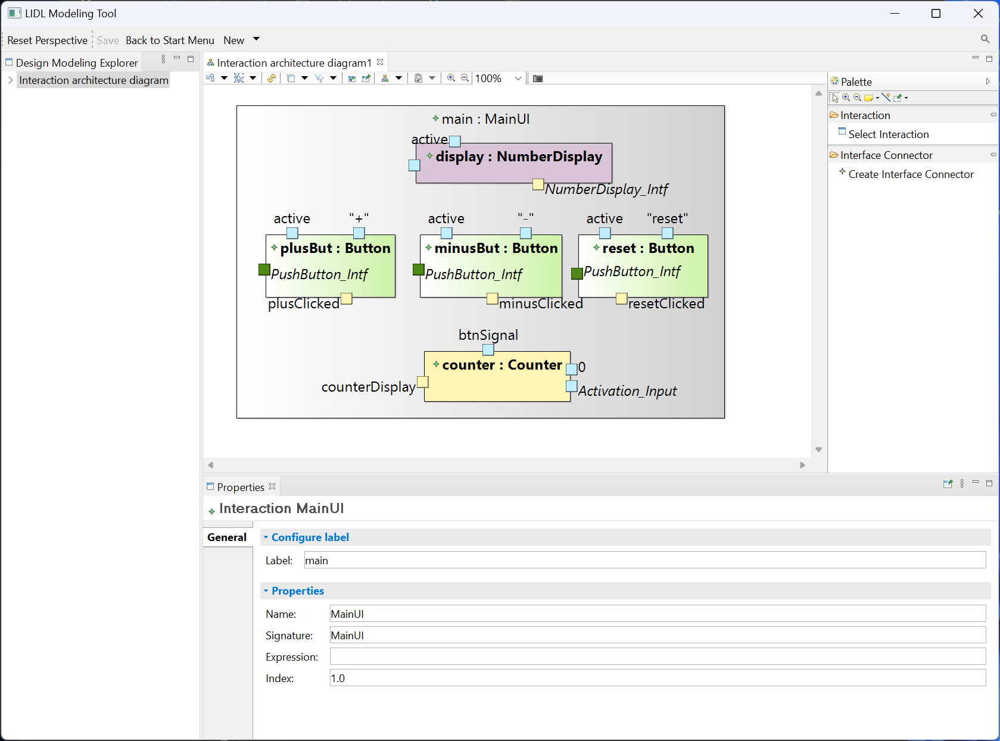 LIDL Modeling Tool
Reset Perspective Save Back to Start Menu New
Design Modeling Explorer
Interaction architecture diagram
Interaction architecture diagram1
100%
main : MainUI
active
display : NumberDisplay
NumberDisplay_Intf
active "+" active "-" active "reset"
plusBut : Button minusBut : Button reset : Button
PushButton_Intf PushButton_Intf PushButton_Intf
plusClicked minusClicked resetClicked
btnSignal
counter : Counter 0
counterDisplay Activation_Input
Palette
Interaction
Select Interaction
Interface Connector
Create Interface Connector
Properties
Interaction MainUI
General
Configure label
Label: main
Properties
Name: MainUI
Signature: MainUI
Expression:
Index: 1.0